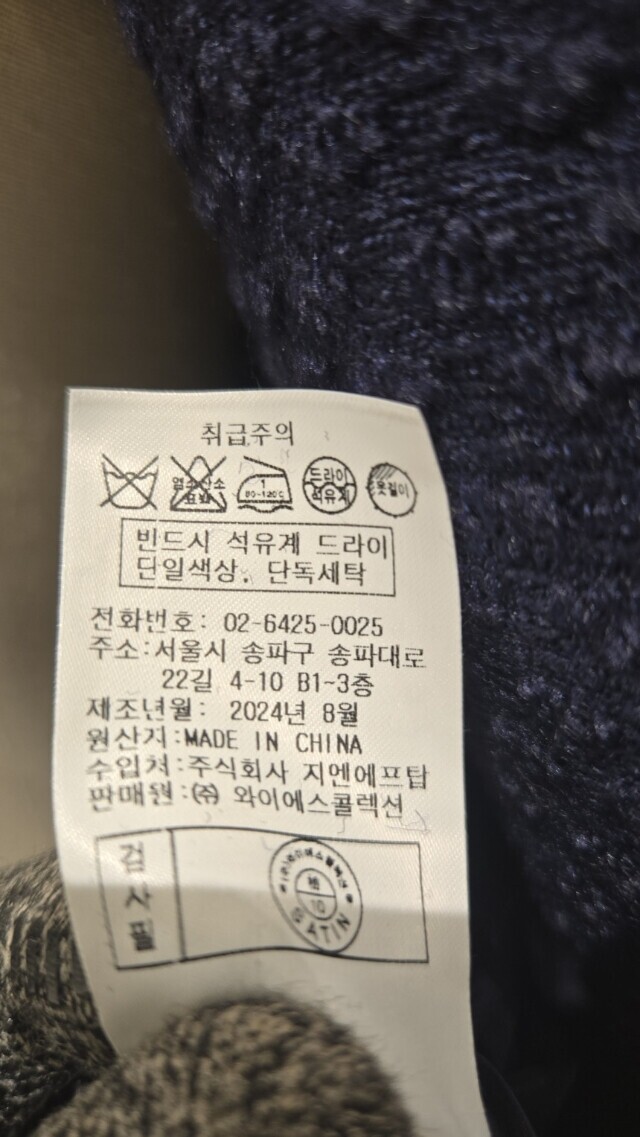 취급주의
염소산소
표백
1
80~120℃
드라이
석유계
옷걸이
반드시 석유계 드라이
단일색상, 단독세탁
전화번호: 02-6425-0025
주소:서울시 송파구 송파대로
22길 4-10 B1~3층
제조년월: 2024년 8월
원산지:MADE IN CHINA
수입처:주식회사 지엔에프탑
판매원:㈜ 와이에스콜렉션
검사필
10
SATIN